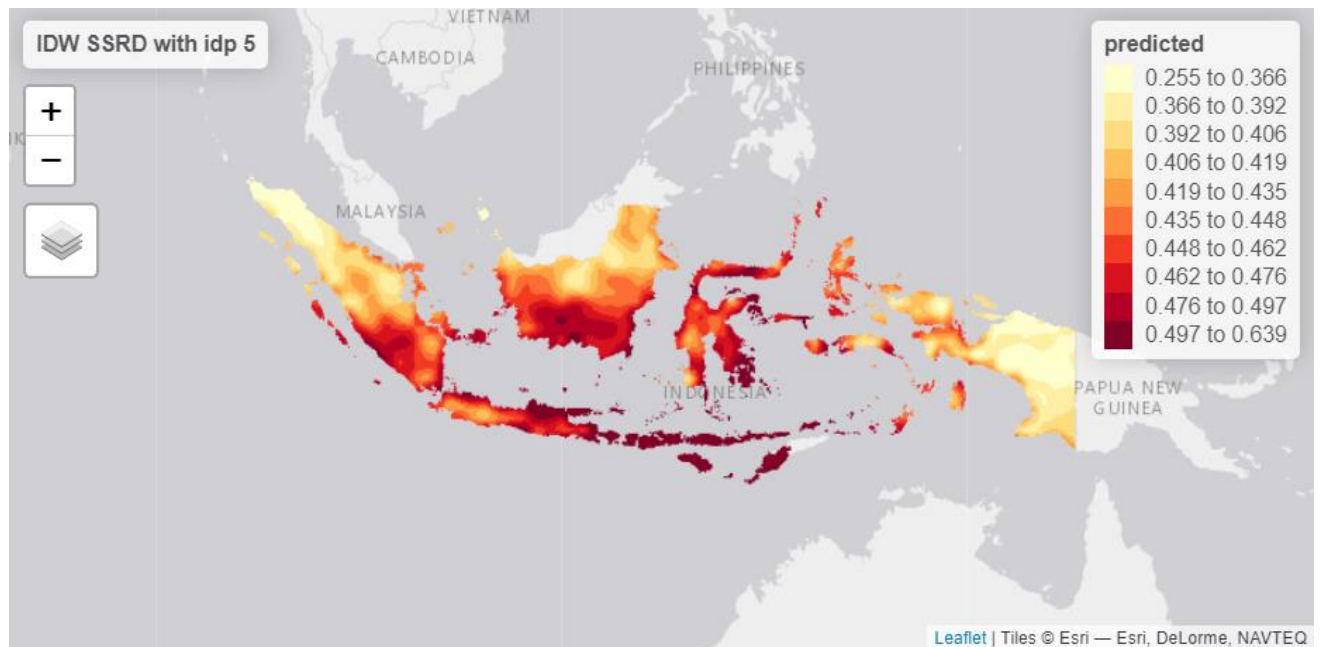 IDW SSRD with idp 5
+
−
VIETNAM
CAMBODIA
PHILIPPINES
MALAYSIA
INDONESIA
PAPUA NEW
GUINEA
predicted
0.255 to 0.366
0.366 to 0.392
0.392 to 0.406
0.406 to 0.419
0.419 to 0.435
0.435 to 0.448
0.448 to 0.462
0.462 to 0.476
0.476 to 0.497
0.497 to 0.639
Leaflet | Tiles © Esri — Esri, DeLorme, NAVTEQ